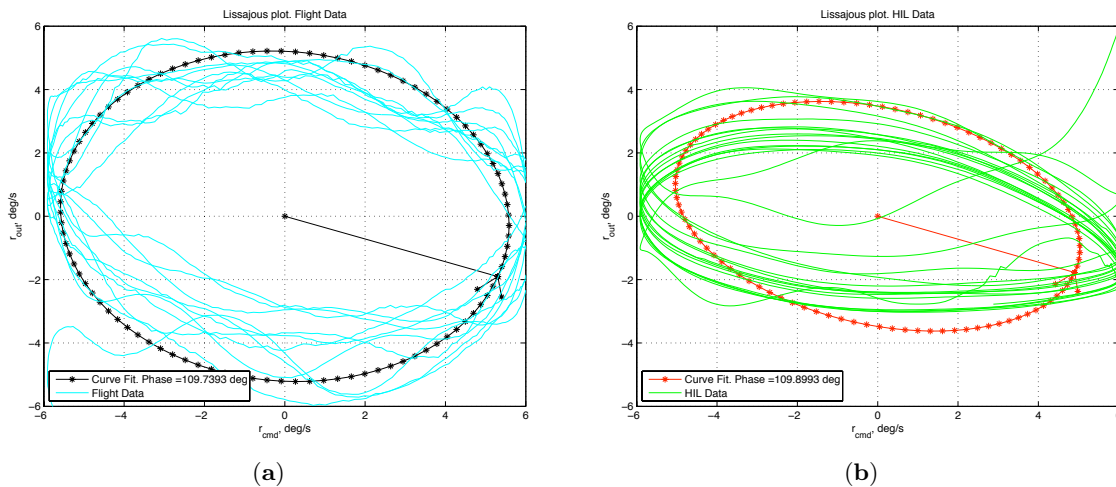 Lissajous plot. Flight Data
6
4
2
0
−2
−4
−6
r_out, deg/s
−6 −4 −2 0 2 4 6
r_cmd, deg/s
Curve Fit. Phase =109.7393 deg
Flight Data
(a)
Lissajous plot. HIL Data
6
4
2
0
−2
−4
−6
r_out, deg/s
−6 −4 −2 0 2 4 6
r_cmd, deg/s
Curve Fit. Phase =109.8993 deg
HIL Data
(b)